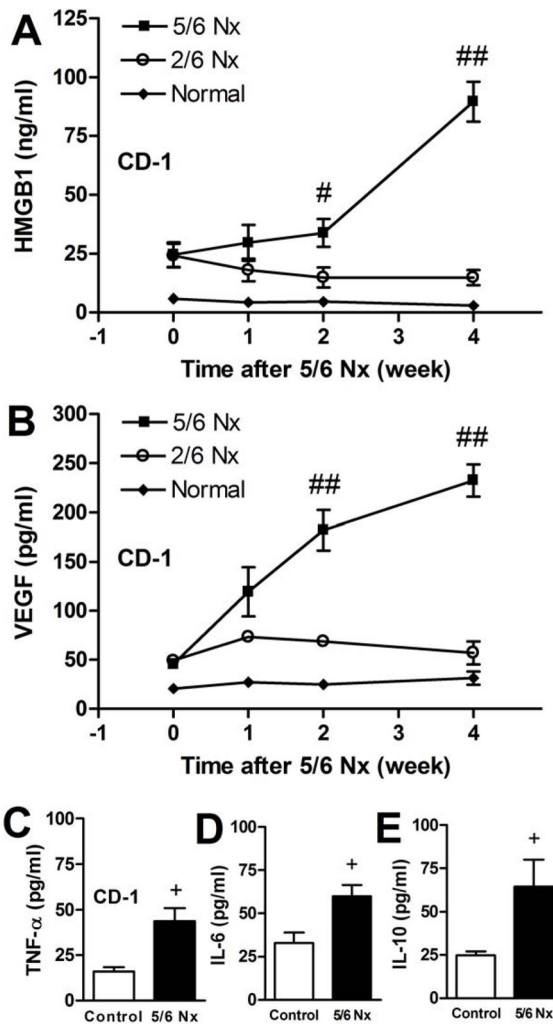 A
5/6 Nx
2/6 Nx
Normal
CD-1
HMGB1 (ng/ml)
125
100
75
50
25
0
#
##
-1 0 1 2 3 4
Time after 5/6 Nx (week)
B
5/6 Nx
2/6 Nx
Normal
CD-1
VEGF (pg/ml)
300
250
200
150
100
50
0
##
##
-1 0 1 2 3 4
Time after 5/6 Nx (week)
C
CD-1
TNF-α (pg/ml)
100
75
50
25
0
+
Control 5/6 Nx
D
IL-6 (pg/ml)
100
75
50
25
0
+
Control 5/6 Nx
E
IL-10 (pg/ml)
100
75
50
25
0
+
Control 5/6 Nx